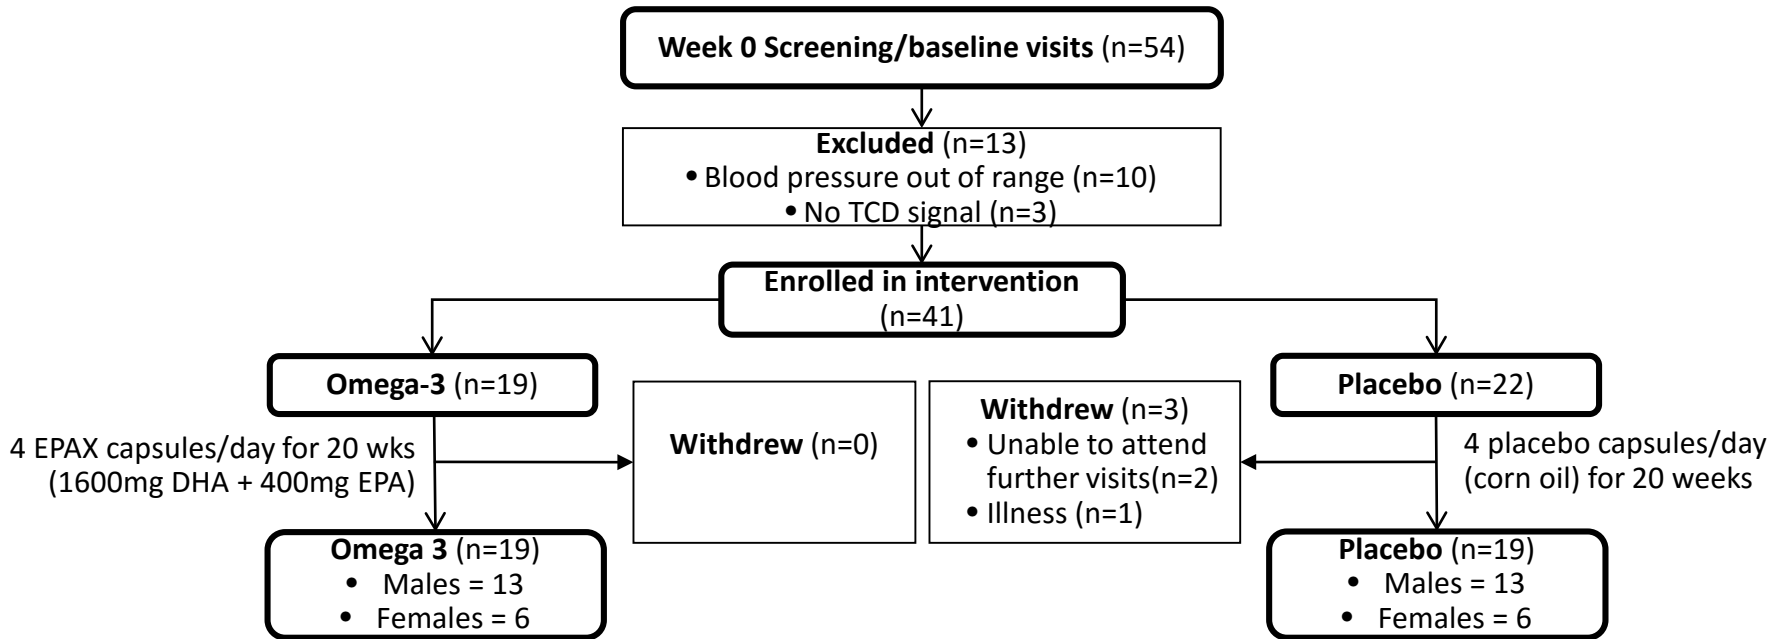 Week 0 Screening/baseline visits (n=54)
Excluded (n=13)
• Blood pressure out of range (n=10)
• No TCD signal (n=3)
Enrolled in intervention
(n=41)
Omega-3 (n=19)
Placebo (n=22)
4 EPAX capsules/day for 20 wks
(1600mg DHA + 400mg EPA)
Withdrew (n=0)
Withdrew (n=3)
• Unable to attend
further visits(n=2)
• Illness (n=1)
4 placebo capsules/day
(corn oil) for 20 weeks
Omega 3 (n=19)
• Males = 13
• Females = 6
Placebo (n=19)
• Males = 13
• Females = 6